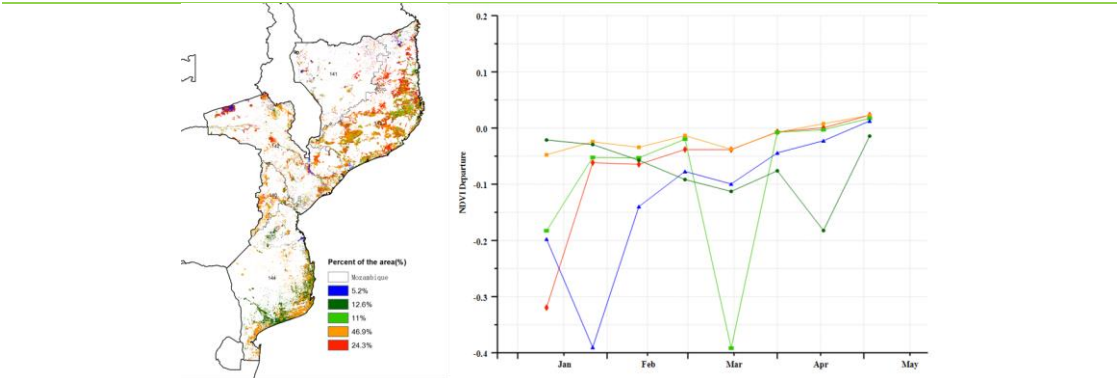 141
Percent of the area(%)
Mozambique
5.2%
12.6%
11%
46.9%
24.3%
NDVI Departure
0.2
0.1
0.0
-0.1
-0.2
-0.3
-0.4
Jan
Feb
Mar
Apr
May